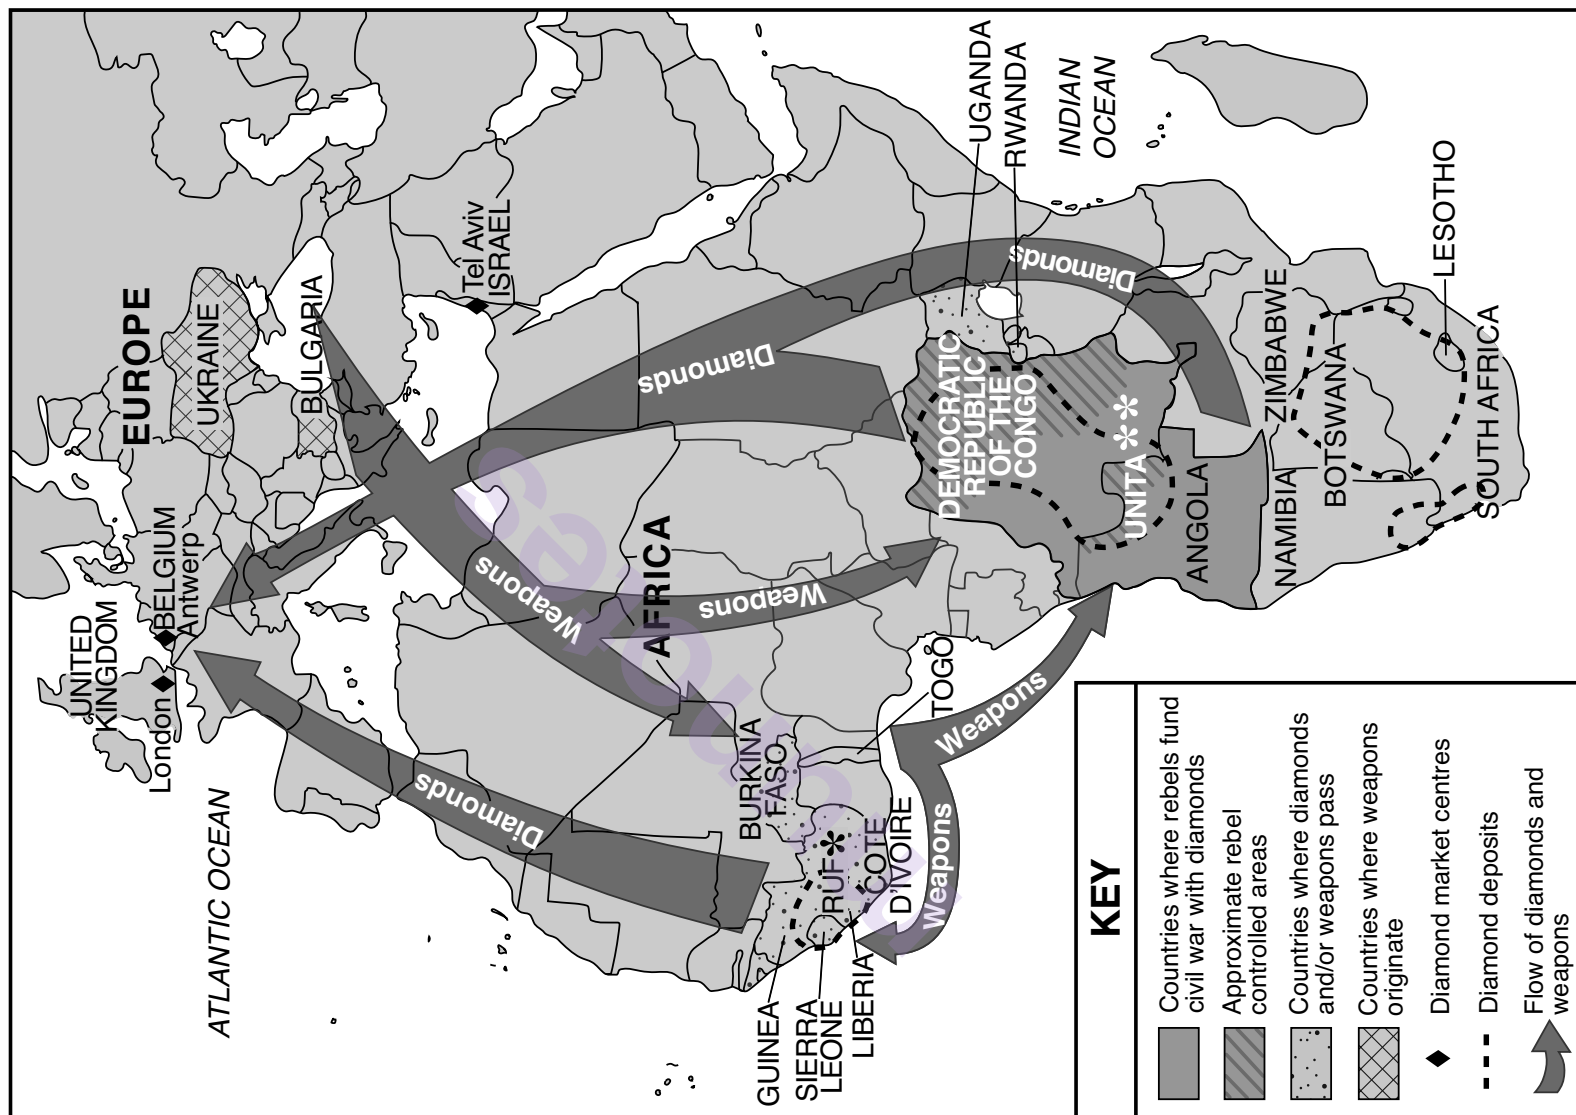 EUROPE
UKRAINE
BULGARIA
UNITED
KINGDOM
London
BELGIUM
Antwerp
Tel Aviv
ISRAEL
ATLANTIC OCEAN
Diamonds
Diamonds
Diamonds
Weapons
Weapons
AFRICA
BURKINA
FASO
TOGO
Weapons
Weapons
GUINEA
SIERRA
LEONE
LIBERIA
RUF*
COTE
D'IVOIRE
UGANDA
RWANDA
INDIAN
OCEAN
DEMOCRATIC
REPUBLIC
OF THE
CONGO
UNITA**
ANGOLA
NAMIBIA
ZIMBABWE
BOTSWANA
LESOTHO
SOUTH AFRICA
KEY
Countries where rebels fund
civil war with diamonds
Approximate rebel
controlled areas
Countries where diamonds
and/or weapons pass
Countries where weapons
originate
Diamond market centres
Diamond deposits
Flow of diamonds and
weapons